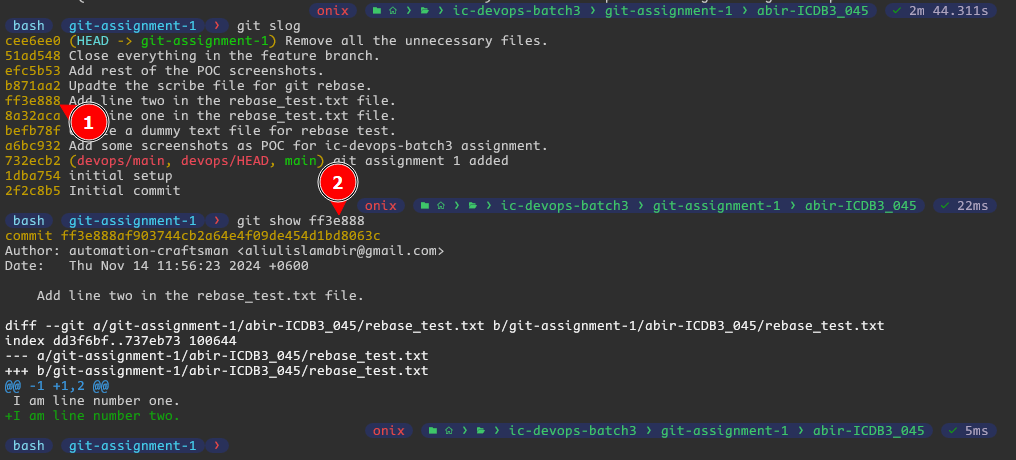 onix ic-devops-batch3 ❯ git-assignment-1 ❯ abir-ICDB3_045 ✓ 2m 44.311s
bash git-assignment-1 ❯ git slog
cee6ee0 (HEAD -> git-assignment-1) Remove all the unnecessary files.
51ad548 Close everything in the feature branch.
efc5b53 Add rest of the POC screenshots.
b871aa2 Upadte the scribe file for git rebase.
ff3e888 Add line two in the rebase_test.txt file.
8a32aca line one in the rebase_test.txt file.
1
befb78f a dummy text file for rebase test.
a6bc932 Add some screenshots as POC for ic-devops-batch3 assignment.
732ecb2 (devops/main, devops/HEAD, main) git assignment 1 added
1dba754 initial setup
2
2f2c8b5 Initial commit
onix ❯ ❯ ic-devops-batch3 ❯ git-assignment-1 ❯ abir-ICDB3_045 ✓ 22ms
bash git-assignment-1 ❯ git show ff3e888
commit ff3e888af903744cb2a64e4f09de454d1bd8063c
Author: automation-craftsman <aliulislamabir@gmail.com>
Date: Thu Nov 14 11:56:23 2024 +0600
Add line two in the rebase_test.txt file.
diff --git a/git-assignment-1/abir-ICDB3_045/rebase_test.txt b/git-assignment-1/abir-ICDB3_045/rebase_test.txt
index dd3f6bf..737eb73 100644
--- a/git-assignment-1/abir-ICDB3_045/rebase_test.txt
+++ b/git-assignment-1/abir-ICDB3_045/rebase_test.txt
@@ -1 +1,2 @@
I am line number one.
+I am line number two.
onix ❯ ❯ ic-devops-batch3 ❯ git-assignment-1 ❯ abir-ICDB3_045 ✓ 5ms
bash git-assignment-1 ❯